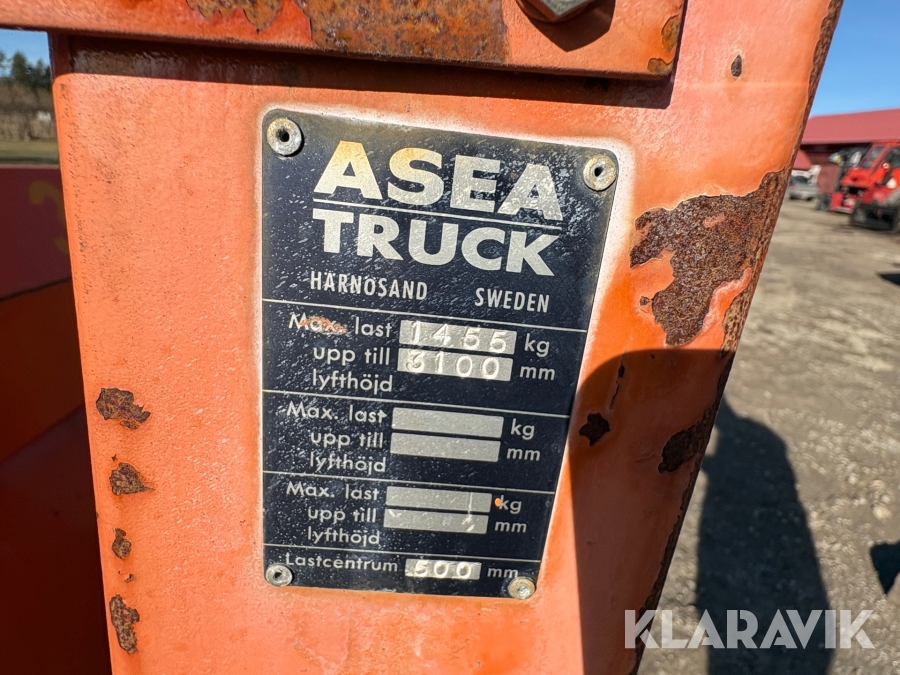 ASEA
TRUCK
HÄRNÖSAND SWEDEN
Max. last 1455 kg
upp till 3100 mm
lyfthöjd
Max. last kg
upp till mm
lyfthöjd
Max. last kg
upp till mm
lyfthöjd
Lastcentrum 500 mm
KLARAVIK